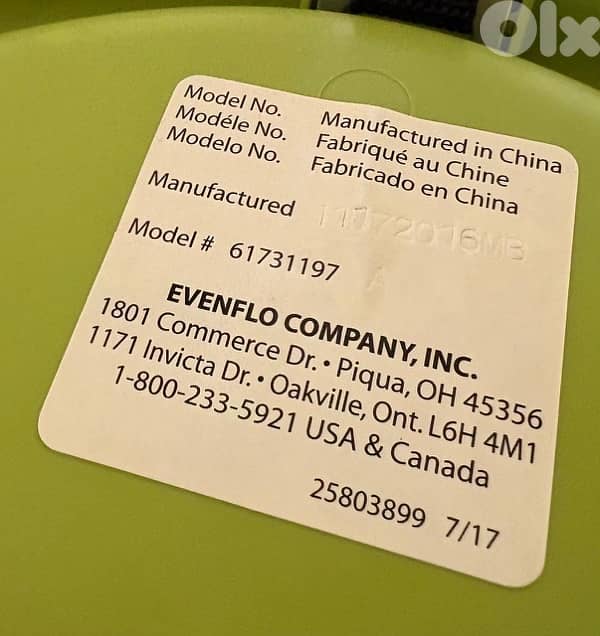 Olx
Model No. Manufactured in China
Modéle No. Fabriqué au Chine
Modelo No. Fabricado en China
Manufactured
Model # 61731197 A
EVENFLO COMPANY, INC.
1801 Commerce Dr. • Piqua, OH 45356
1171 Invicta Dr. • Oakville, Ont. L6H 4M1
1-800-233-5921 USA & Canada
25803899 7/17